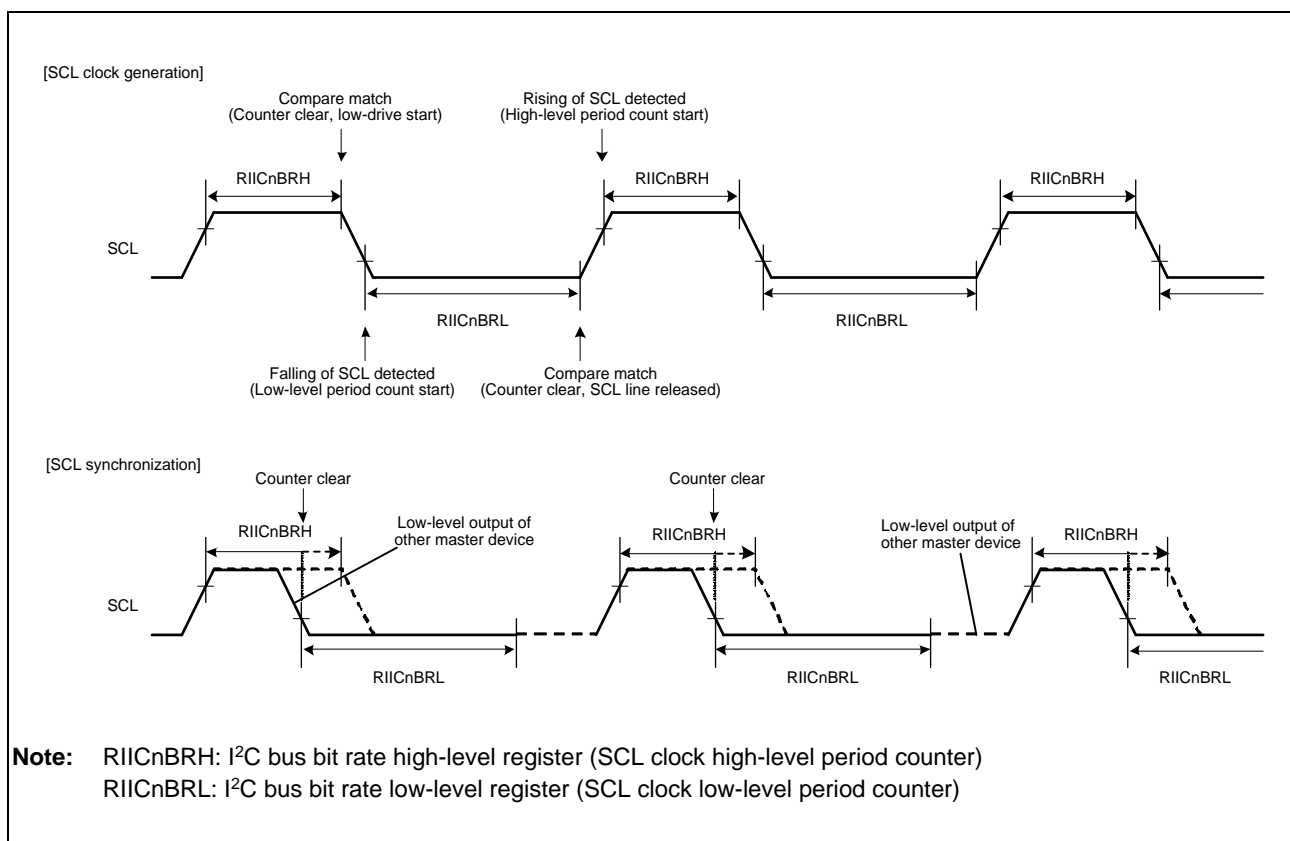 [SCL clock generation]
Compare match
(Counter clear, low-drive start)
Rising of SCL detected
(High-level period count start)
RIICnBRH
RIICnBRH
RIICnBRH
SCL
RIICnBRL
RIICnBRL
Falling of SCL detected
(Low-level period count start)
Compare match
(Counter clear, SCL line released)
[SCL synchronization]
Counter clear
Counter clear
RIICnBRH
Low-level output of
other master device
RIICnBRH
Low-level output of
other master device
RIICnBRH
SCL
RIICnBRL
RIICnBRL
RIICnBRL
Note: RIICnBRH: I²C bus bit rate high-level register (SCL clock high-level period counter)
RIICnBRL: I²C bus bit rate low-level register (SCL clock low-level period counter)